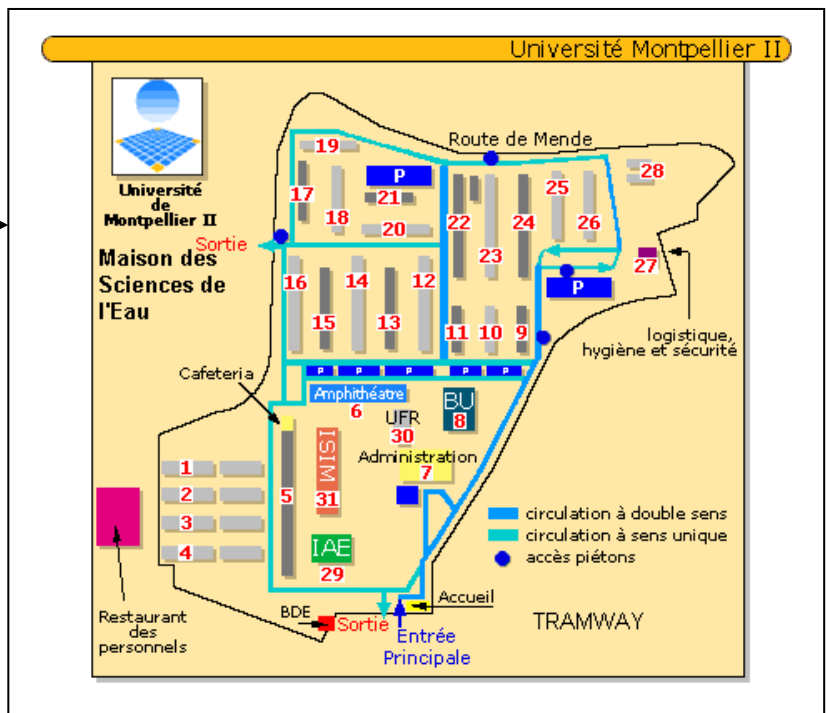 Université Montpellier II
Université
de
Montpellier II
Maison des
Sciences de
l'Eau
Route de Mende
19
P
28
17
18
21
20
22
23
24
25
26
Sortie
27
P
16
15
14
13
12
11
10
9
logistique,
hygiène et sécurité
Cafeteria
P
P
P
P
P
Amphithéatre
6
BU
8
UFR
30
Administration
7
1
2
3
4
5
ISIM
31
IAE
29
circulation à double sens
circulation à sens unique
accès piétons
Restaurant
des
personnels
BDE
Sortie
Accueil
Entrée
Principale
TRAMWAY